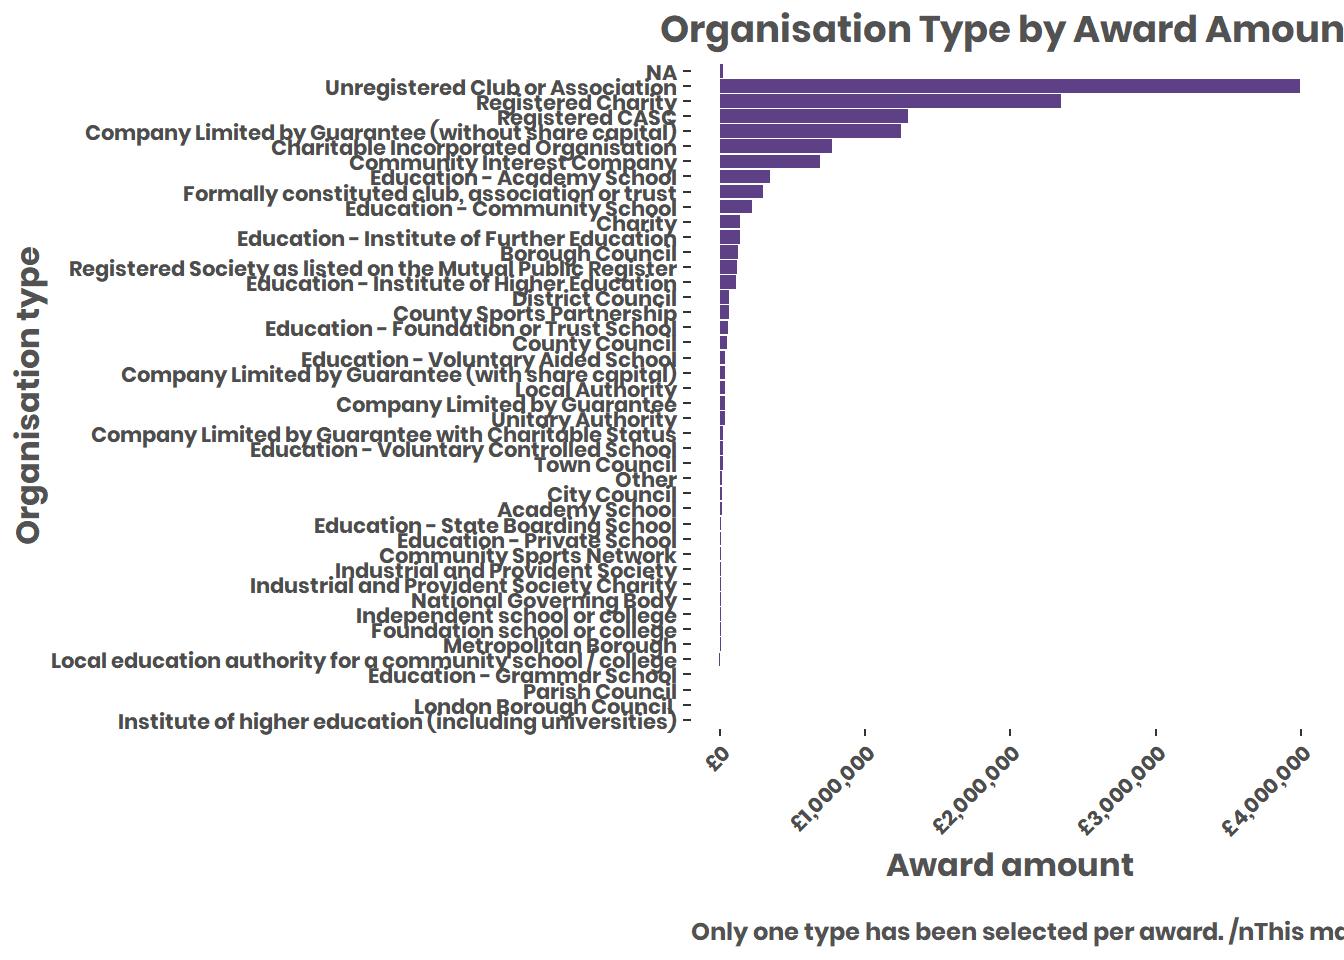 Organisation Type by Award Amoun
NA
Unregistered Club or Association
Registered Charity
Registered CASC
Company Limited by Guarantee (without share capital)
Charitable Incorporated Organisation
Community Interest Company
Education - Academy School
Formally constituted club, association or trust
Education - Community School
Charity
Education - Institute of Further Education
Borough Council
Registered Society as listed on the Mutual Public Register
Education - Institute of Higher Education
District Council
County Sports Partnership
Education - Foundation or Trust School
County Council
Education - Voluntary Aided School
Company Limited by Guarantee (with share capital)
Local Authority
Company Limited by Guarantee
Unitary Authority
Company Limited by Guarantee with Charitable Status
Education - Voluntary Controlled School
Town Council
Other
City Council
Academy School
Education - State Boarding School
Education - Private School
Community Sports Network
Industrial and Provident Society
Industrial and Provident Society Charity
National Governing Body
Independent school or college
Foundation school or college
Metropolitan Borough
Local education authority for a community school / college
Education - Grammar School
Parish Council
London Borough Council
Institute of higher education (including universities)
Organisation type
£0
£1,000,000
£2,000,000
£3,000,000
£4,000,000
Award amount
Only one type has been selected per award. /nThis ma